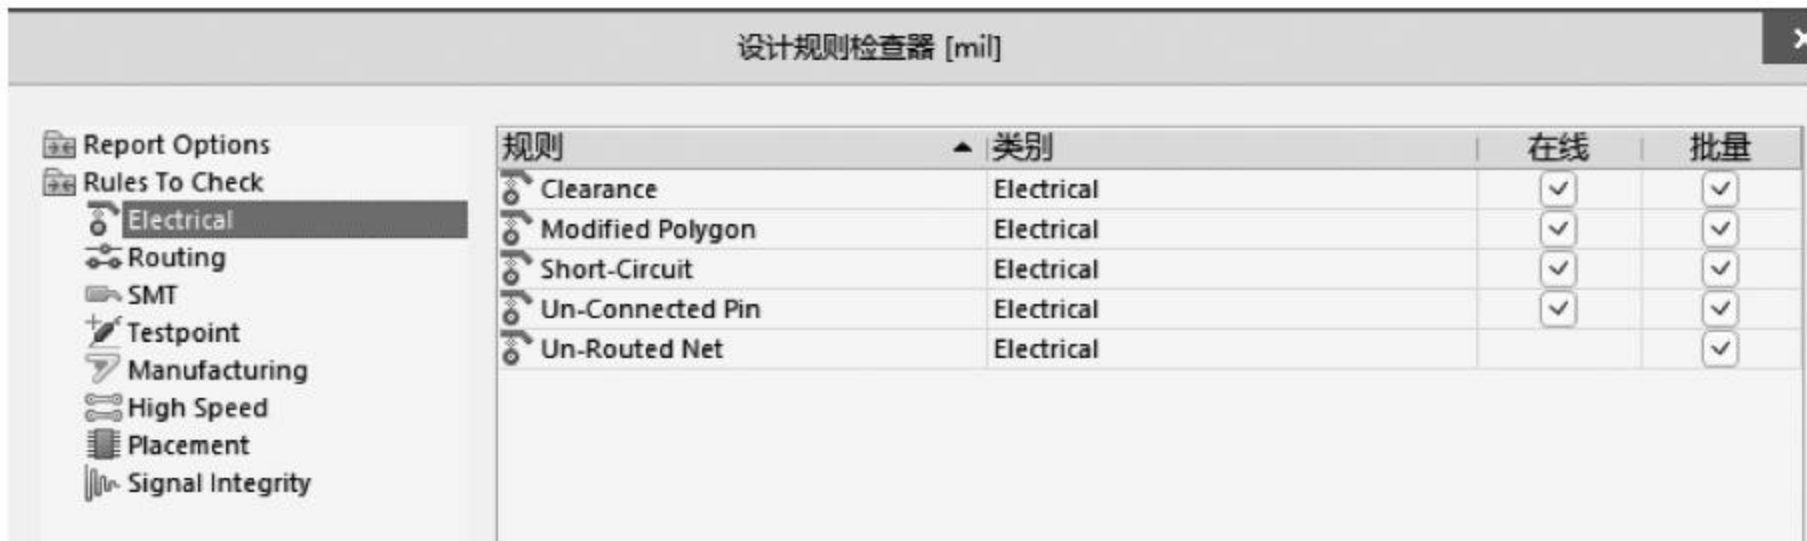 设计规则检查器 [mil]
Report Options
Rules To Check
Electrical
Routing
SMT
Testpoint
Manufacturing
High Speed
Placement
Signal Integrity
规则 类别 在线 批量
Clearance Electrical
Modified Polygon Electrical
Short-Circuit Electrical
Un-Connected Pin Electrical
Un-Routed Net Electrical